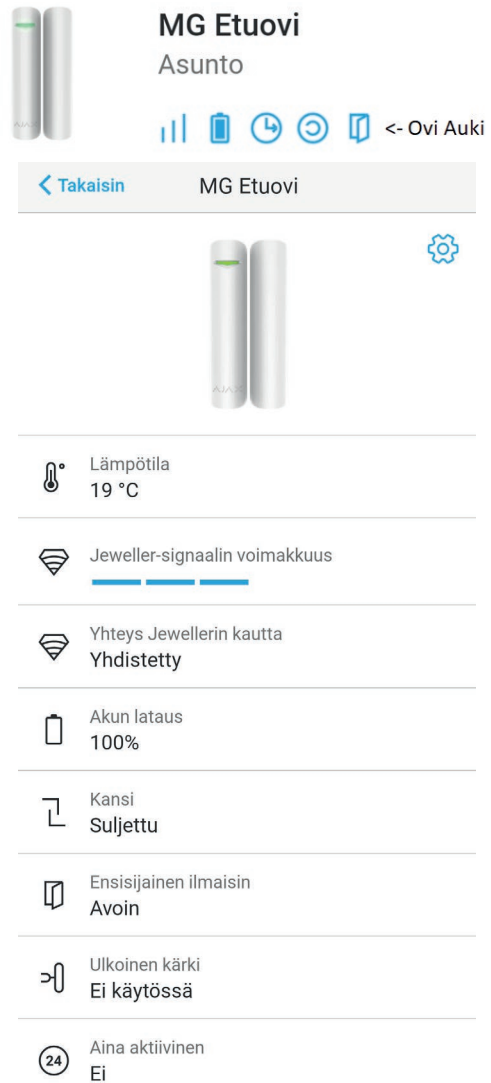 MG Etuovi
Asunto
<- Ovi Auki
Takaisin
MG Etuovi
AJAX
Lämpötila
19 °C
Jeweller-signaalin voimakkuus
Yhteys Jewellerin kautta
Yhdistetty
Akun lataus
100%
Kansi
Suljettu
Ensisijainen ilmaisin
Avoin
Ulkoinen kärki
Ei käytössä
24
Aina aktiivinen
Ei